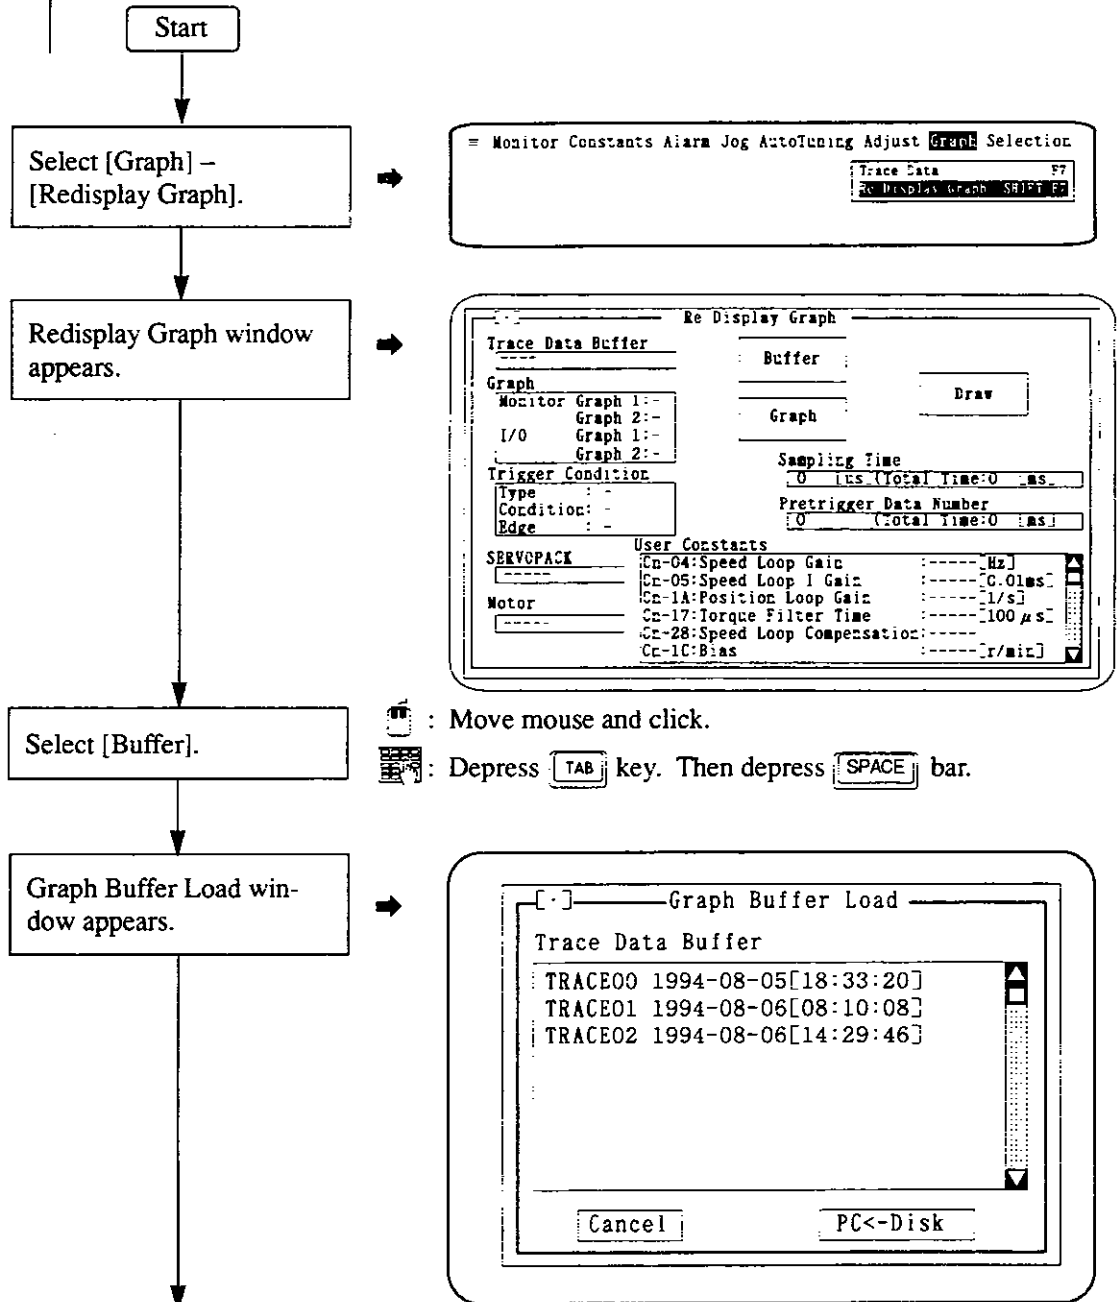 Start
Select [Graph] –
[Redisplay Graph].
≡ Monitor Constants Alarm Jog AutoTuning Adjust Graph Selection
Trace Data F7
Re Display Graph SHIFT F7
Redisplay Graph window
appears.
[·] Re Display Graph
Trace Data Buffer
-----
Buffer
Draw
Graph
Monitor Graph 1:-
Graph 2:-
I/O Graph 1:-
Graph 2:-
Graph
Sampling Time
0 [us](Total Time:0 [ms]
Trigger Condition
Type : -
Condition: -
Edge : -
Pretrigger Data Number
0 (Total Time:0 [ms]
SERVOPACK
-----
Motor
-----
User Constants
Cn-04:Speed Loop Gain :-----[Hz]
Cn-05:Speed Loop I Gain :-----[0.01ms]
Cn-1A:Position Loop Gain :-----[1/s]
Cn-17:Torque Filter Time :-----[100 μs]
Cn-28:Speed Loop Compensation:-----
Cn-1C:Bias :-----[r/min]
Select [Buffer].
: Move mouse and click.
: Depress TAB key. Then depress SPACE bar.
Graph Buffer Load win-
dow appears.
[·] Graph Buffer Load
Trace Data Buffer
TRACE00 1994-08-05[18:33:20]
TRACE01 1994-08-06[08:10:08]
TRACE02 1994-08-06[14:29:46]
Cancel PC<-Disk